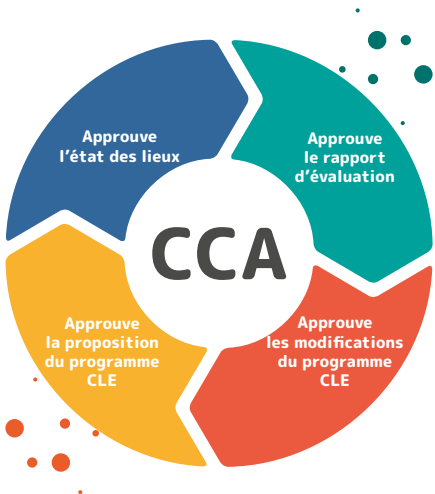 Approuve
l’état des lieux
Approuve
le rapport
d’évaluation
CCA
Approuve
la proposition
du programme
CLE
Approuve
les modifications
du programme
CLE